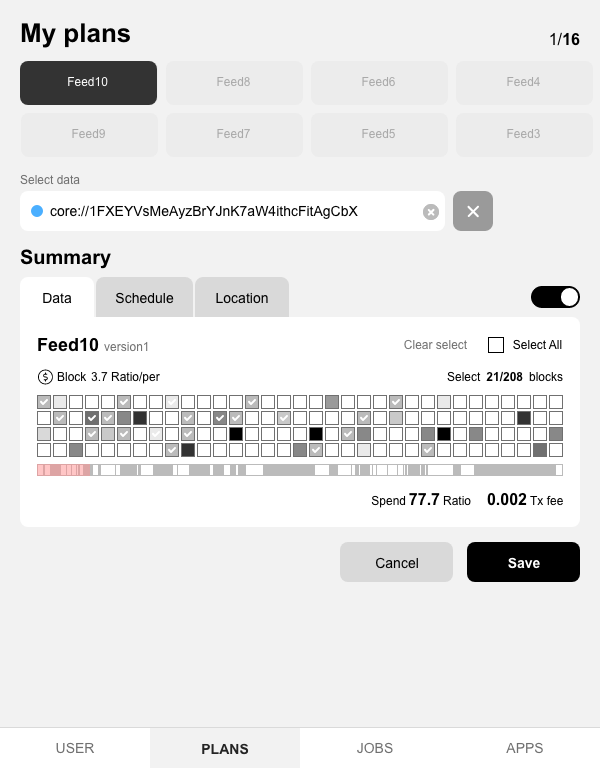 My plans
1/16
Feed10 Feed8 Feed6 Feed4
Feed9 Feed7 Feed5 Feed3
Select data
core://1FXEYVsMeAyzBrYJnK7aW4ithcFitAgCbX
Summary
Data Schedule Location
Feed10 version1 Clear select Select All
$ Block 3.7 Ratio/per Select 21/208 blocks
Spend 77.7 Ratio 0.002 Tx fee
Cancel Save
USER PLANS JOBS APPS